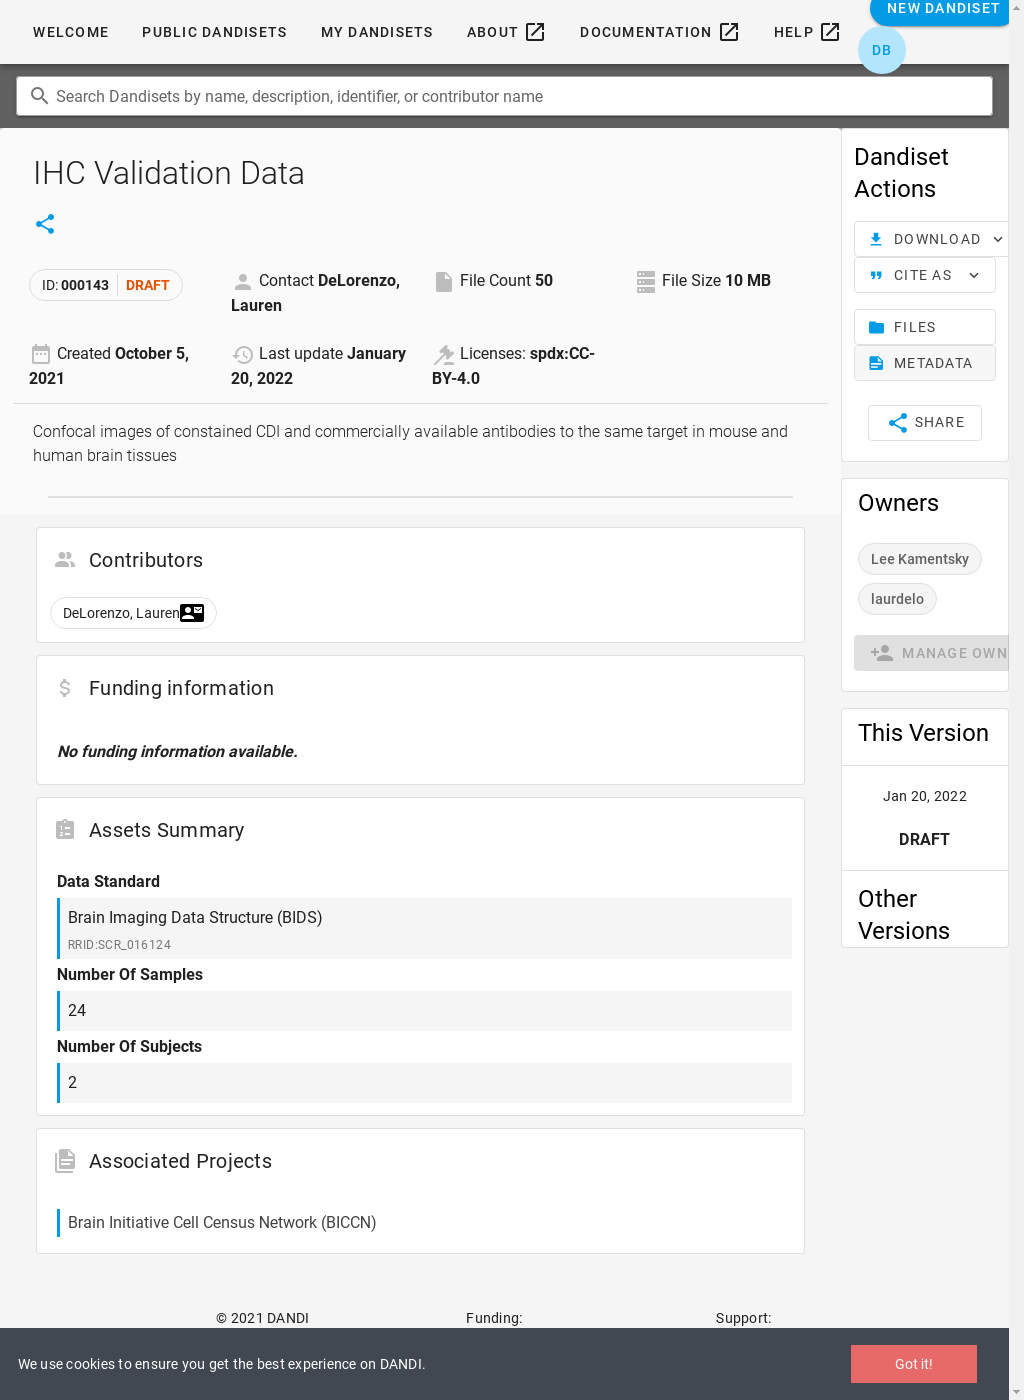 NEW DANDISET
WELCOME PUBLIC DANDISETS MY DANDISETS ABOUT DOCUMENTATION HELP
DB
Search Dandisets by name, description, identifier, or contributor name
IHC Validation Data
ID: 000143 DRAFT
Contact DeLorenzo,
Lauren
File Count 50
File Size 10 MB
Created October 5,
2021
Last update January
20, 2022
Licenses: spdx:CC-
BY-4.0
Confocal images of constained CDI and commercially available antibodies to the same target in mouse and
human brain tissues
Contributors
DeLorenzo, Lauren
Funding information
No funding information available.
Assets Summary
Data Standard
Brain Imaging Data Structure (BIDS)
RRID:SCR_016124
Number Of Samples
24
Number Of Subjects
2
Associated Projects
Brain Initiative Cell Census Network (BICCN)
Dandiset
Actions
DOWNLOAD
CITE AS
FILES
METADATA
SHARE
Owners
Lee Kamentsky
laurdelo
MANAGE OWN
This Version
Jan 20, 2022
DRAFT
Other
Versions
© 2021 DANDI
Funding:
Support:
We use cookies to ensure you get the best experience on DANDI.
Got it!